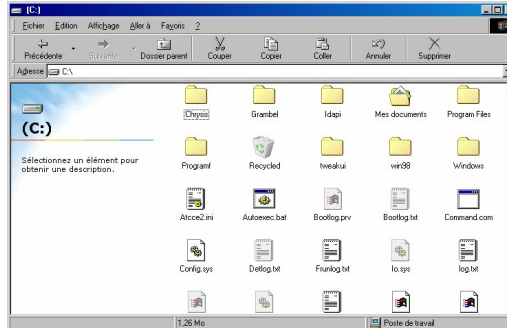 (C:)
Fichier Edition Affichage Aller à Favoris ?
Précédente Suivante Dossier parent Couper Copier Coller Annuler Supprimer
Adresse C:\
(C:)
Sélectionnez un élément pour
obtenir une description.
Chrysis Grambel Idapi Mes documents Program Files
Programf Recycled tweakui win98 Windows
Atcce2.ini Autoexec.bat Bootlog.prv Bootlog.txt Command.com
Config.sys Detlog.txt Frunlog.txt Io.sys log.txt
1,26 Mo Poste de travail